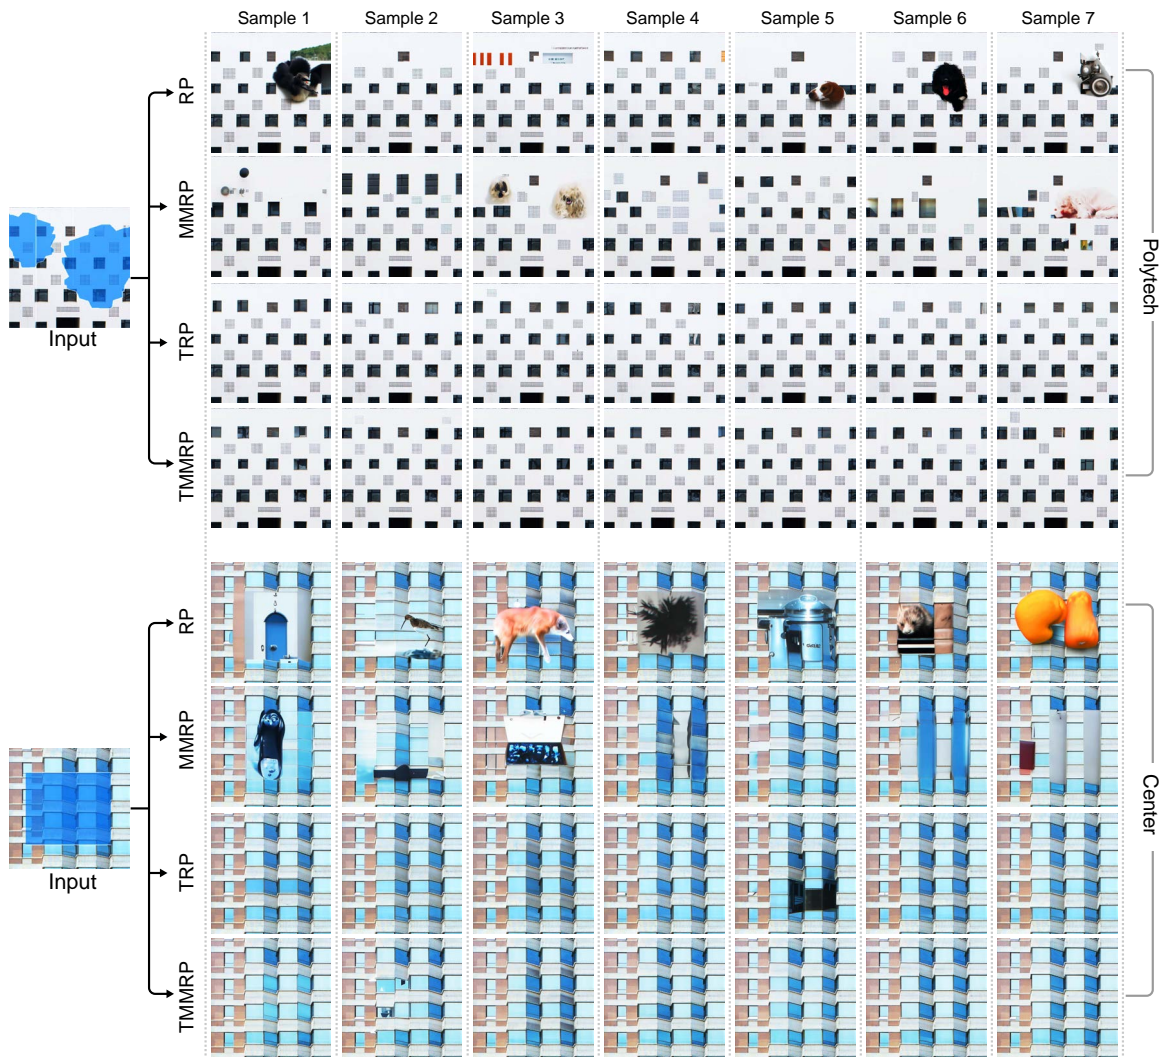 Sample 1 Sample 2 Sample 3 Sample 4 Sample 5 Sample 6 Sample 7
RP
MMRP
TRP
TMMRP
Input
Polytech
RP
MMRP
TRP
TMMRP
Input
Center